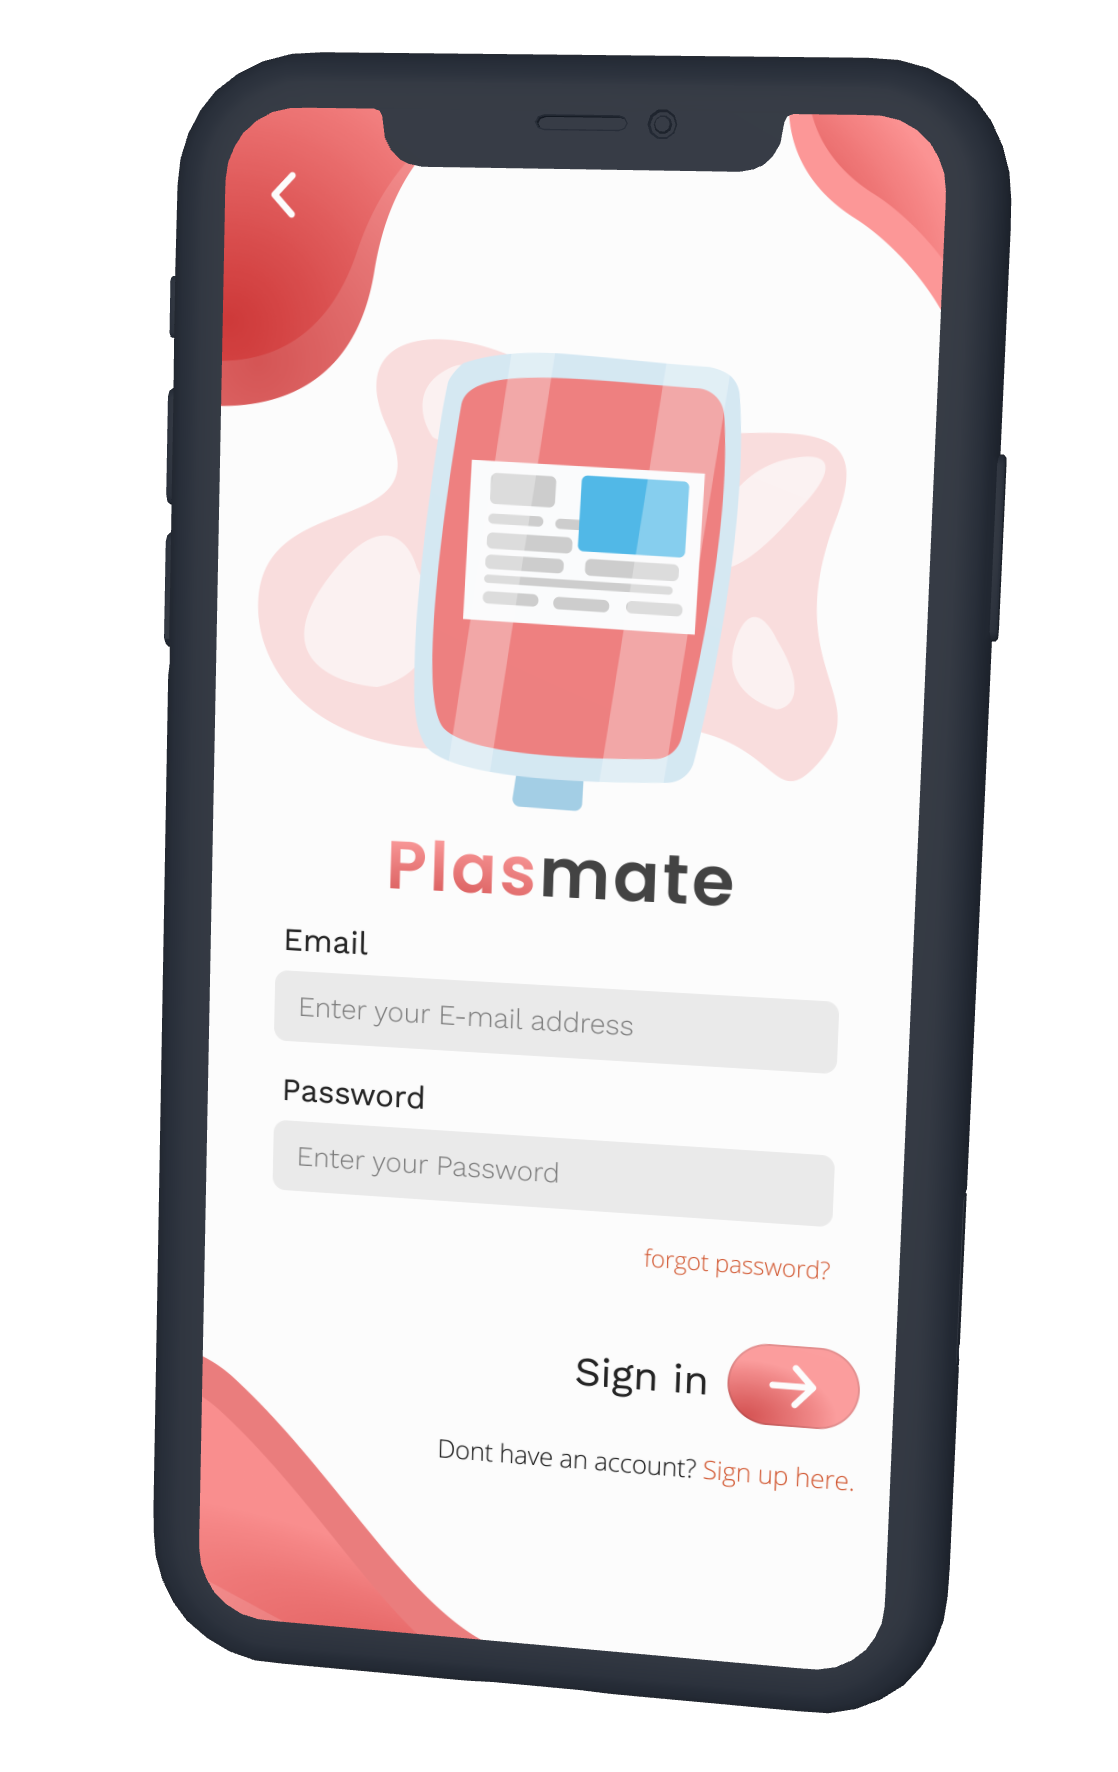 Plasmate
Email
Enter your E-mail address
Password
Enter your Password
forgot password?
Sign in
Dont have an account? Sign up here.